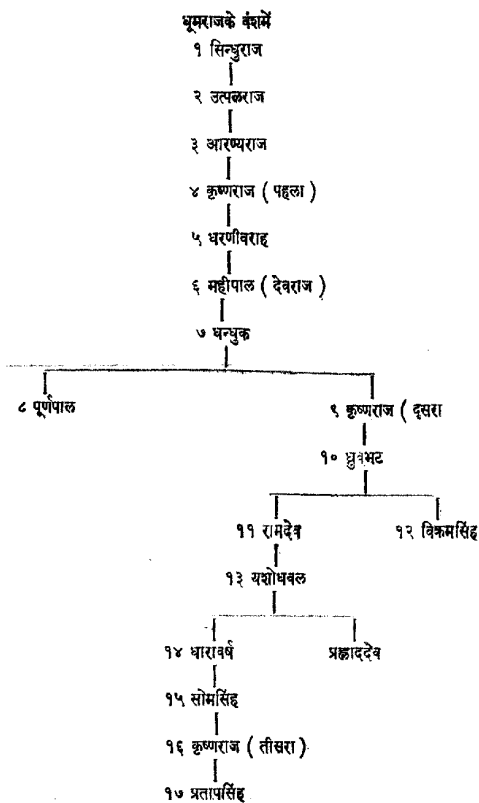 धूमराजके वंशमें
१ सिन्धुराज
२ उत्पलराज
३ आरण्यराज
४ कृष्णराज ( पहला )
५ धरणीवराह
६ महीपाल ( देवराज )
७ धन्धुक
८ पूर्णपाल ९ कृष्णराज ( दूसरा
१० ध्रुवभट
११ रामदेव १२ विक्रमसिंह
१३ यशोधवल
१४ धारावर्ष प्रह्लाददेव
१५ सोमसिंह
१६ कृष्णराज ( तीसरा )
१७ प्रतापसिंह